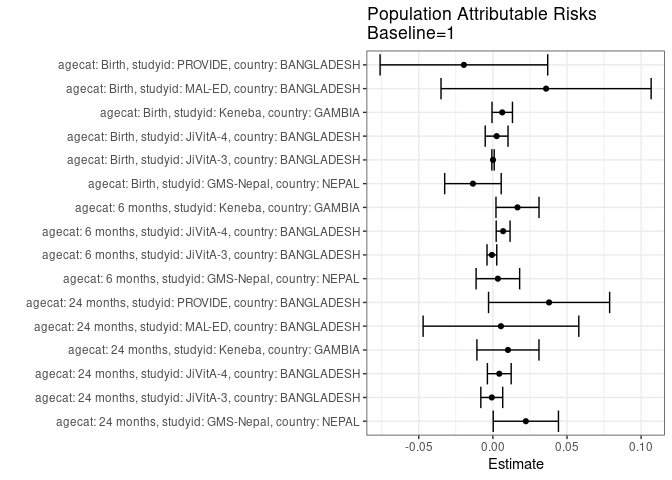 Population Attributable Risks
Baseline=1
agecat: Birth, studyid: PROVIDE, country: BANGLADESH
agecat: Birth, studyid: MAL-ED, country: BANGLADESH
agecat: Birth, studyid: Keneba, country: GAMBIA
agecat: Birth, studyid: JiVitA-4, country: BANGLADESH
agecat: Birth, studyid: JiVitA-3, country: BANGLADESH
agecat: Birth, studyid: GMS-Nepal, country: NEPAL
agecat: 6 months, studyid: Keneba, country: GAMBIA
agecat: 6 months, studyid: JiVitA-4, country: BANGLADESH
agecat: 6 months, studyid: JiVitA-3, country: BANGLADESH
agecat: 6 months, studyid: GMS-Nepal, country: NEPAL
agecat: 24 months, studyid: PROVIDE, country: BANGLADESH
agecat: 24 months, studyid: MAL-ED, country: BANGLADESH
agecat: 24 months, studyid: Keneba, country: GAMBIA
agecat: 24 months, studyid: JiVitA-4, country: BANGLADESH
agecat: 24 months, studyid: JiVitA-3, country: BANGLADESH
agecat: 24 months, studyid: GMS-Nepal, country: NEPAL
-0.05 0.00 0.05 0.10
Estimate